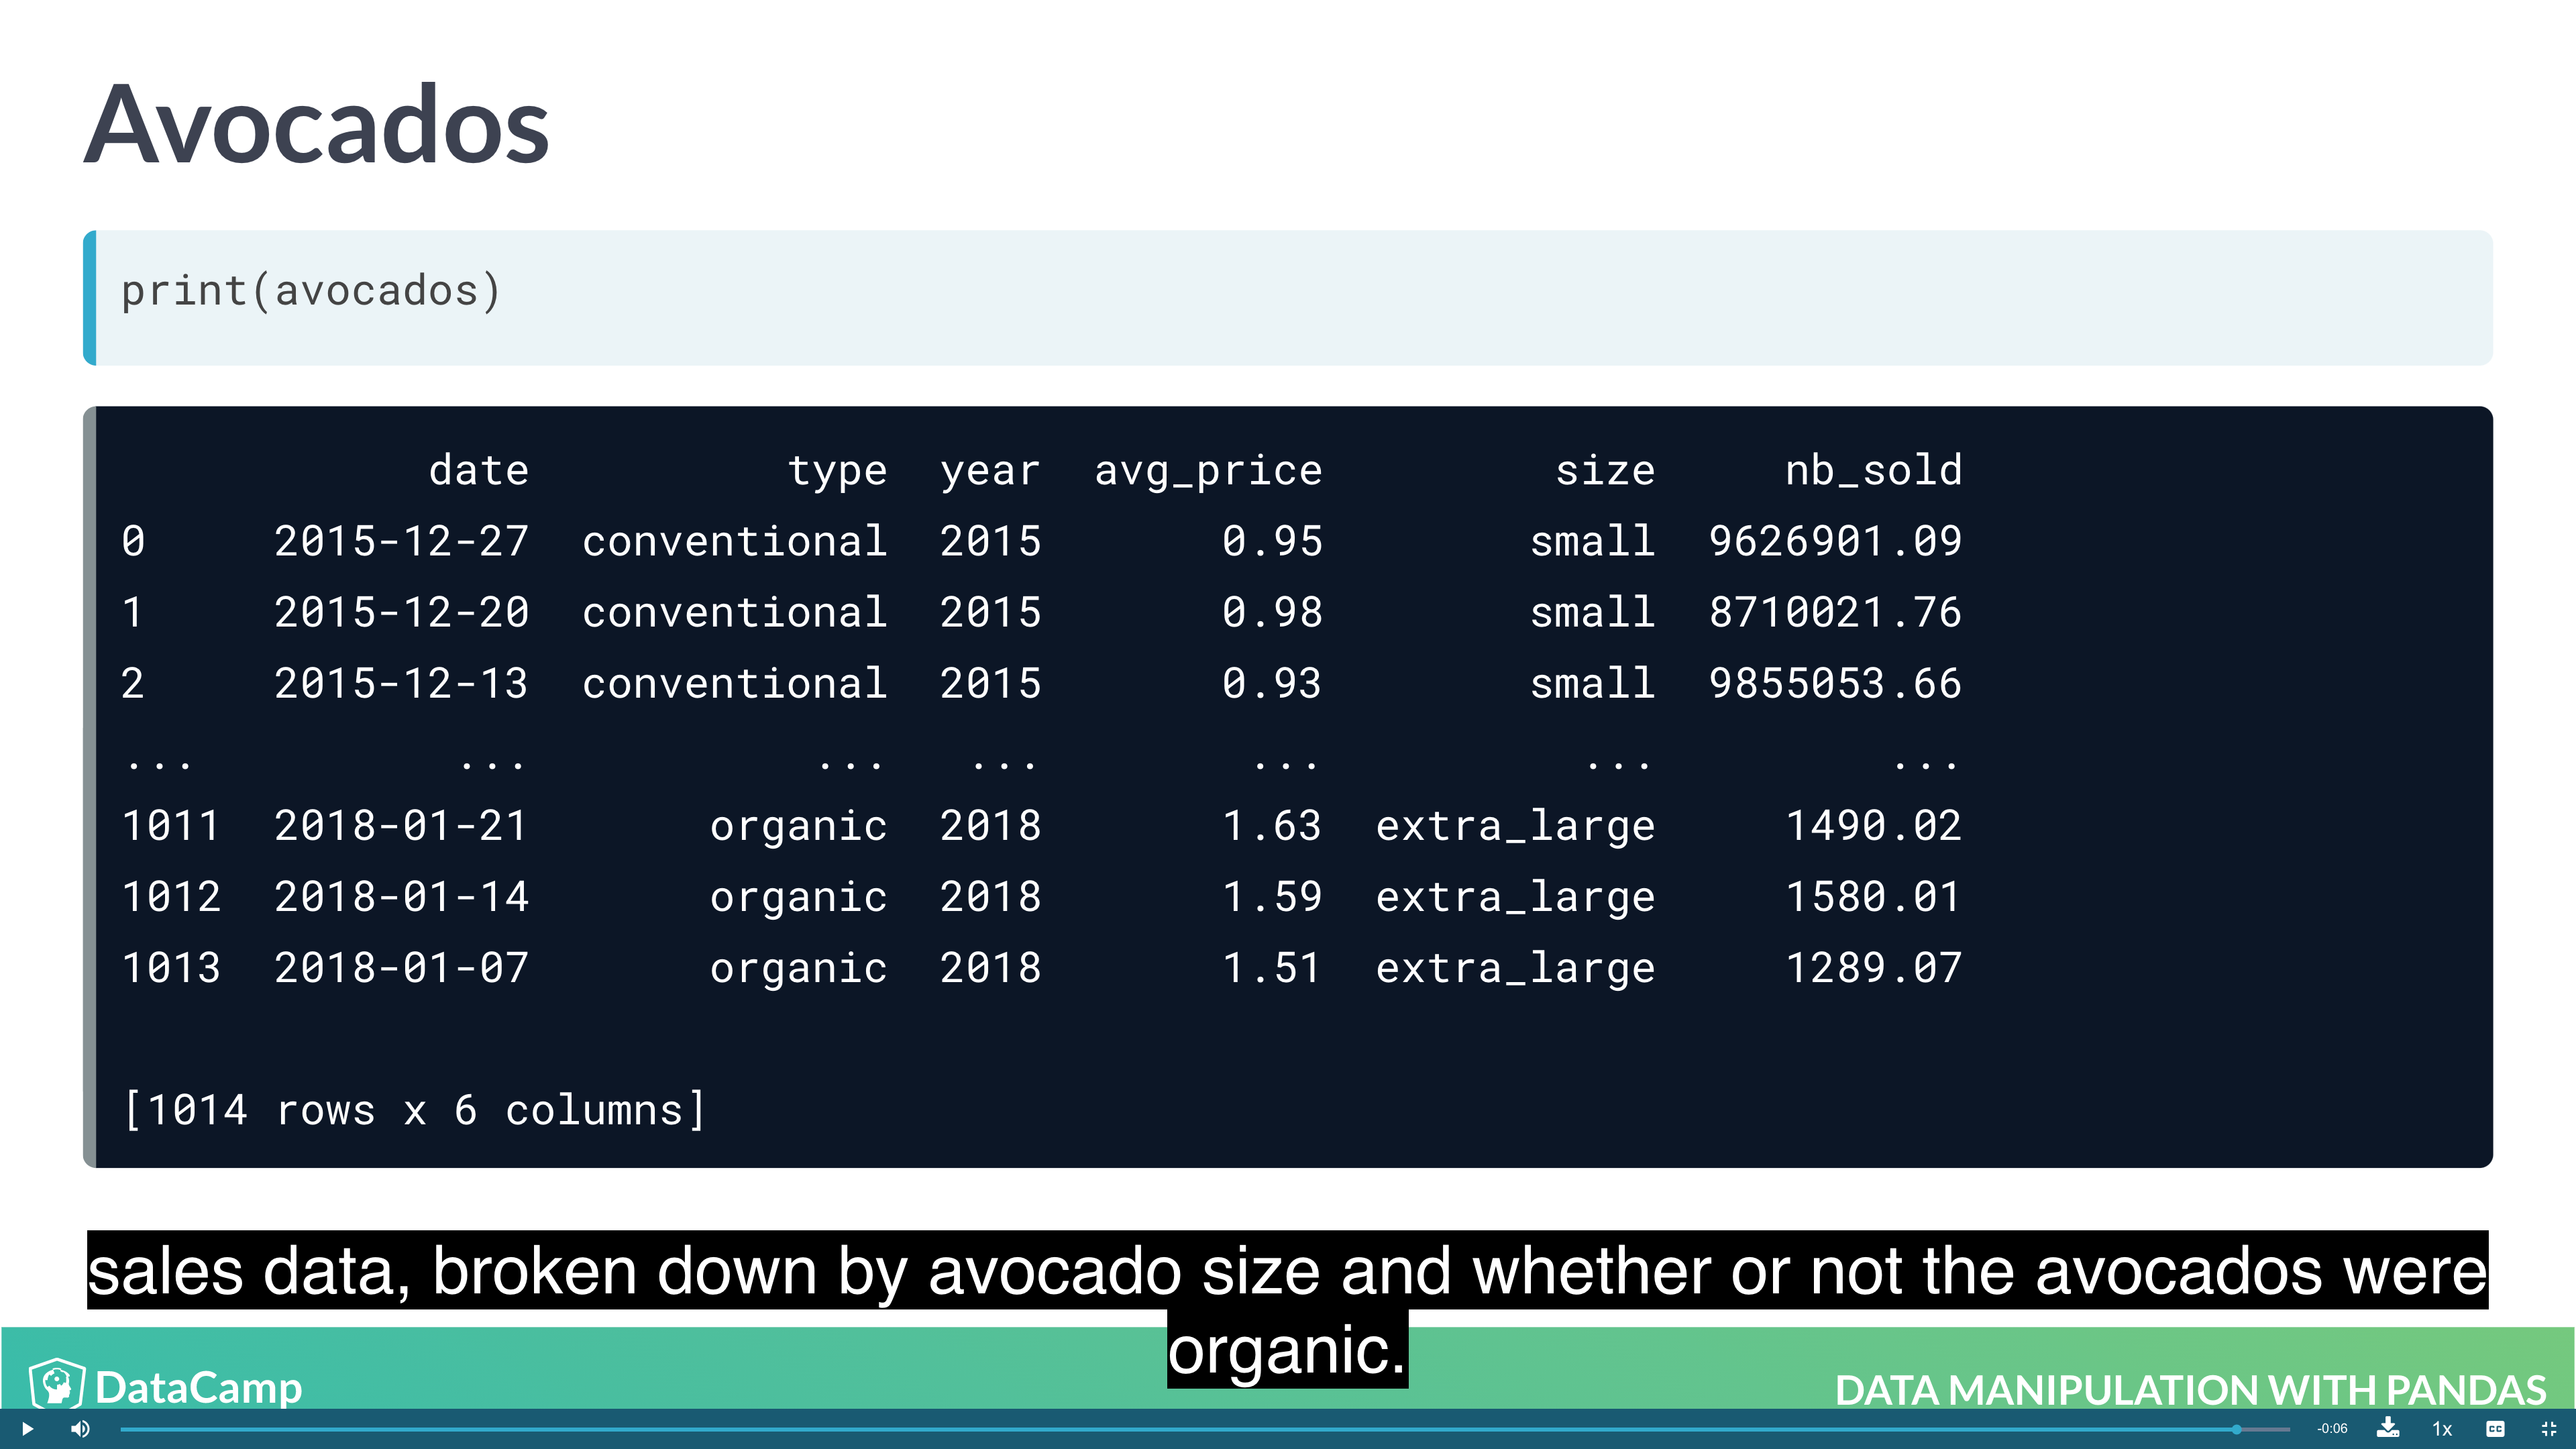 Avocados
print(avocados)
date type year avg_price size nb_sold
0 2015-12-27 conventional 2015 0.95 small 9626901.09
1 2015-12-20 conventional 2015 0.98 small 8710021.76
2 2015-12-13 conventional 2015 0.93 small 9855053.66
... ... ... ... ... ... ...
1011 2018-01-21 organic 2018 1.63 extra_large 1490.02
1012 2018-01-14 organic 2018 1.59 extra_large 1580.01
1013 2018-01-07 organic 2018 1.51 extra_large 1289.07
[1014 rows x 6 columns]
sales data, broken down by avocado size and whether or not the avocados were
organic.
DataCamp
DATA MANIPULATION WITH PANDAS
-0:06
1x
CC